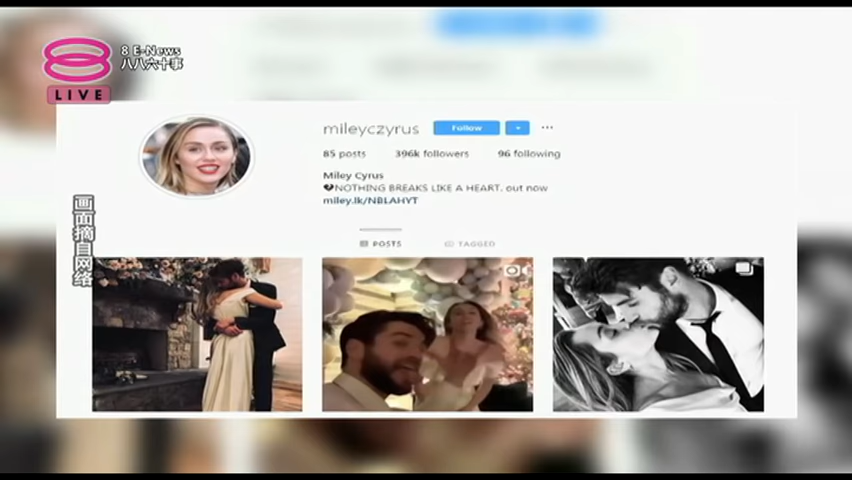 8 E-News
八八六十事
LIVE
mileyczyrus
Follow
85 posts 396k followers 96 following
Miley Cyrus
💔NOTHING BREAKS LIKE A HEART. out now
miley.lk/NBLAHYT
POSTS TAGGED
画面摘自网络